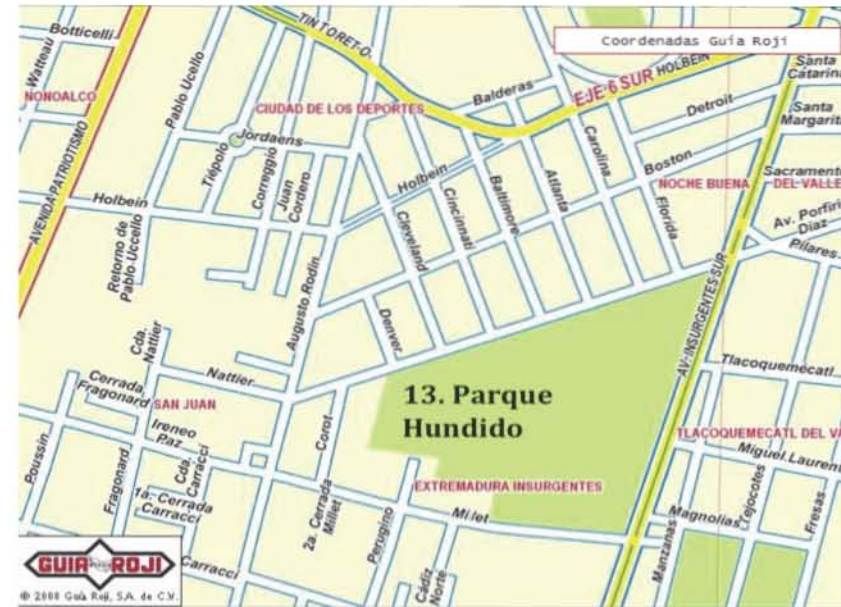 Botticelli
Watteau
NONOALCO
AVENIDA PATRIOTISMO
Pablo Ucello
TINTORETO
CIUDAD DE LOS DEPORTES
Jordaens
Tiépolo
Correggio
Juan
Cordero
Holbein
Retorno de
Pablo Uccello
Balderas
EJE 6 SUR HOLBEIN
Coordenadas Guía Roji
Santa
Catarina
Detroit
Santa
Margarit
Carolina
Boston
Sacramento
NOCHE BUENA
DEL VALLE
Holbein
Cincinnati
Baltimore
Atlanta
Florida
Cleveland
Av. Porfiri
Diaz
Pilares
Augusto Rodin
Denver
AV. INSURGENTES SUR
Cda.
Nattier
Nattier
Cerrada
Fragonard
SAN JUAN
Ireneo
Paz
Poussin
Fragonard
Cda.
Carracci
1a. Cerrada
Carracci
Carracci
Corot
2a. Cerrada
Millet
13. Parque
Hundido
EXTREMADURA INSURGENTES
Millet
Perugino
Cádiz
Norte
Tlacoquemecatl
TLACOQUEMECATL DEL VA
Miguel Laurent
Magnolias
Tejocotes
Fresas
Manzanas
GUIA ROJI
© 2008 Guía Roji, S.A. de C.V.